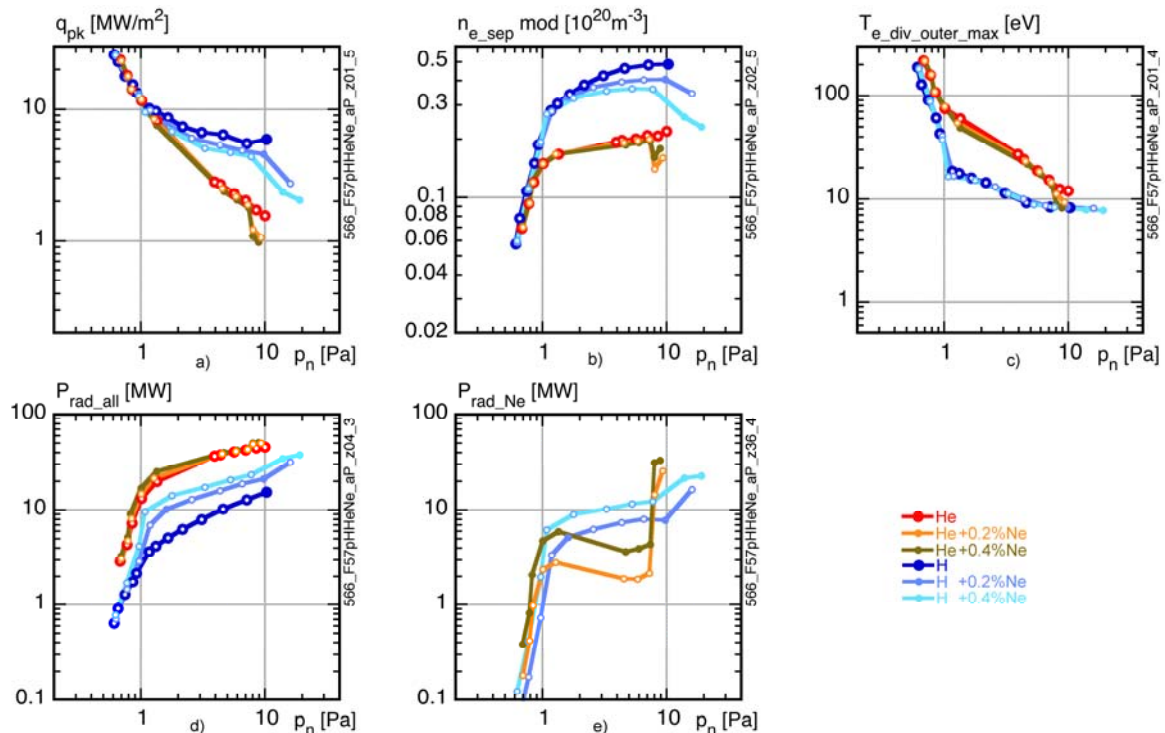 q_pk [MW/m²]
10
1
1
10
p_n [Pa]
a)
566_F57pHHeNe_aP_z01_5
n_e_sep mod [10²⁰m⁻³]
0.5
0.3
0.1
0.08
0.06
0.04
0.02
1
10
p_n [Pa]
b)
566_F57pHHeNe_aP_z02_5
T_e_div_outer_max [eV]
100
10
1
1
10
p_n [Pa]
c)
566_F57pHHeNe_aP_z01_4
P_rad_all [MW]
100
10
1
0.1
1
10
p_n [Pa]
d)
566_F57pHHeNe_aP_z04_3
P_rad_Ne [MW]
100
10
1
0.1
1
10
p_n [Pa]
e)
566_F57pHHeNe_aP_z36_4
He
He+0.2%Ne
He+0.4%Ne
H
H +0.2%Ne
H +0.4%Ne